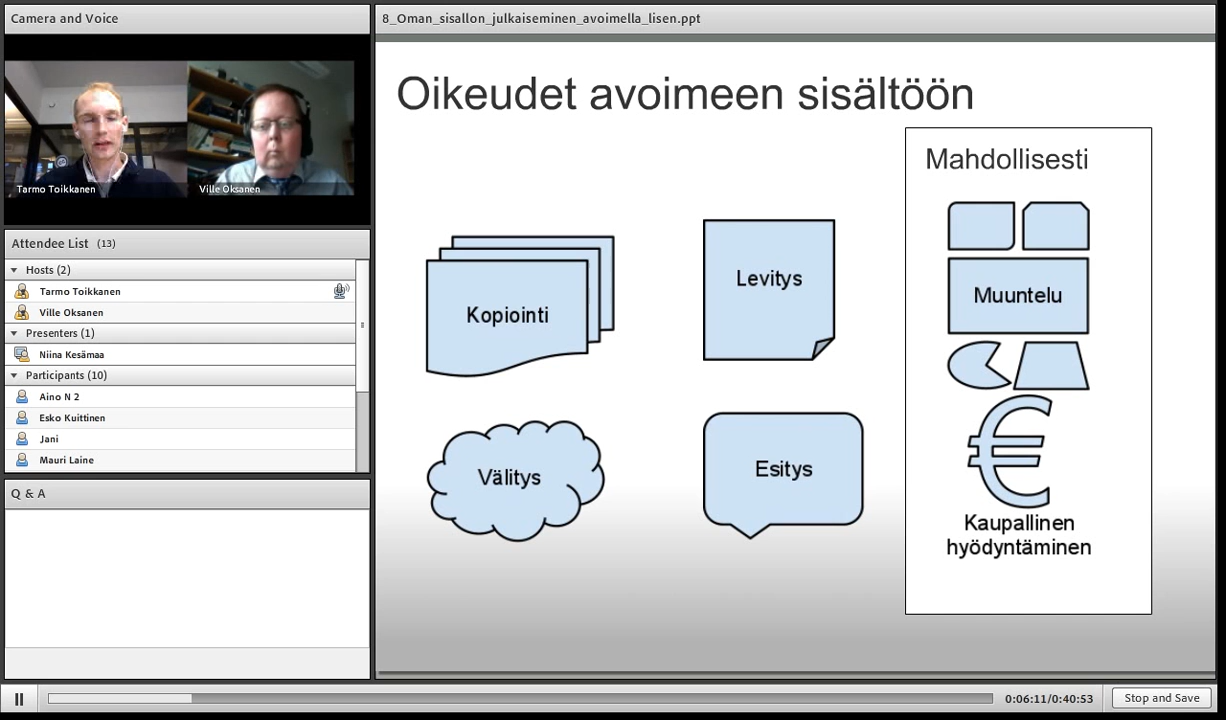 Camera and Voice
Tarmo Toikkanen
Ville Oksanen
Attendee List (13)
Hosts (2)
Tarmo Toikkanen
Ville Oksanen
Presenters (1)
Niina Kesämaa
Participants (10)
Aino N 2
Esko Kuittinen
Jani
Mauri Laine
Q & A
8_Oman_sisallon_julkaiseminen_avoimella_lisen.ppt
Oikeudet avoimeen sisältöön
Kopiointi
Levitys
Välitys
Esitys
Mahdollisesti
Muuntelu
€
Kaupallinen
hyödyntäminen
0:06:11/0:40:53
Stop and Save